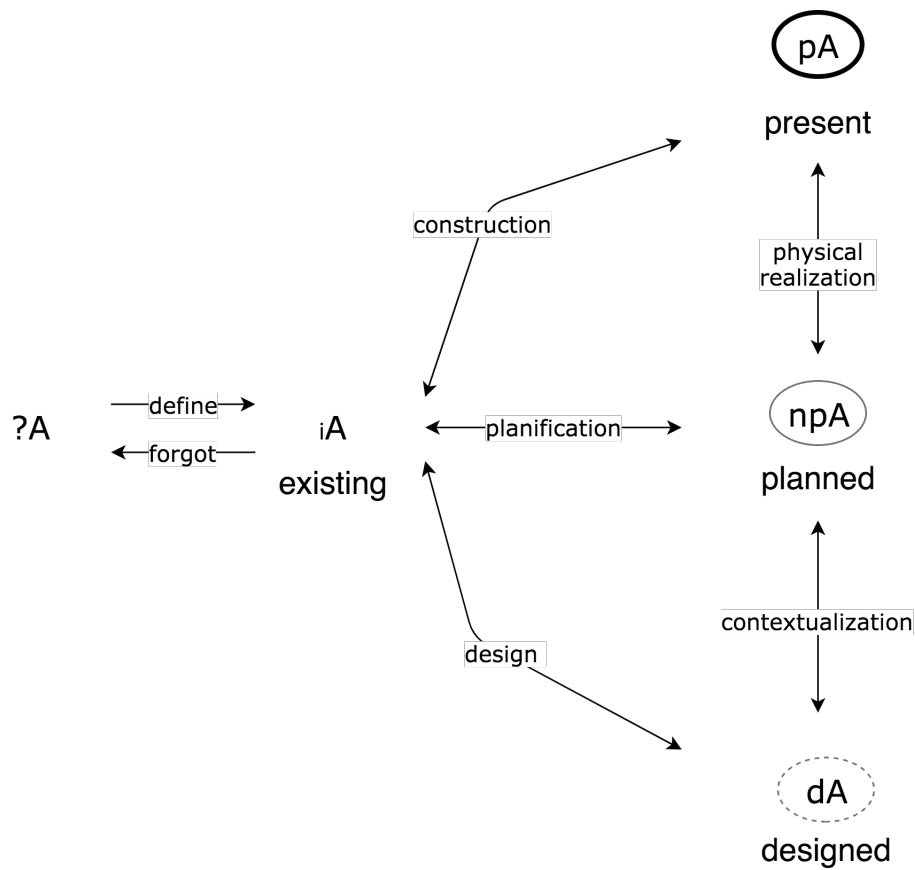 pA
present
construction
physical
realization
define
?A
iA
forgot
existing
planification
npA
planned
contextualization
design
dA
designed